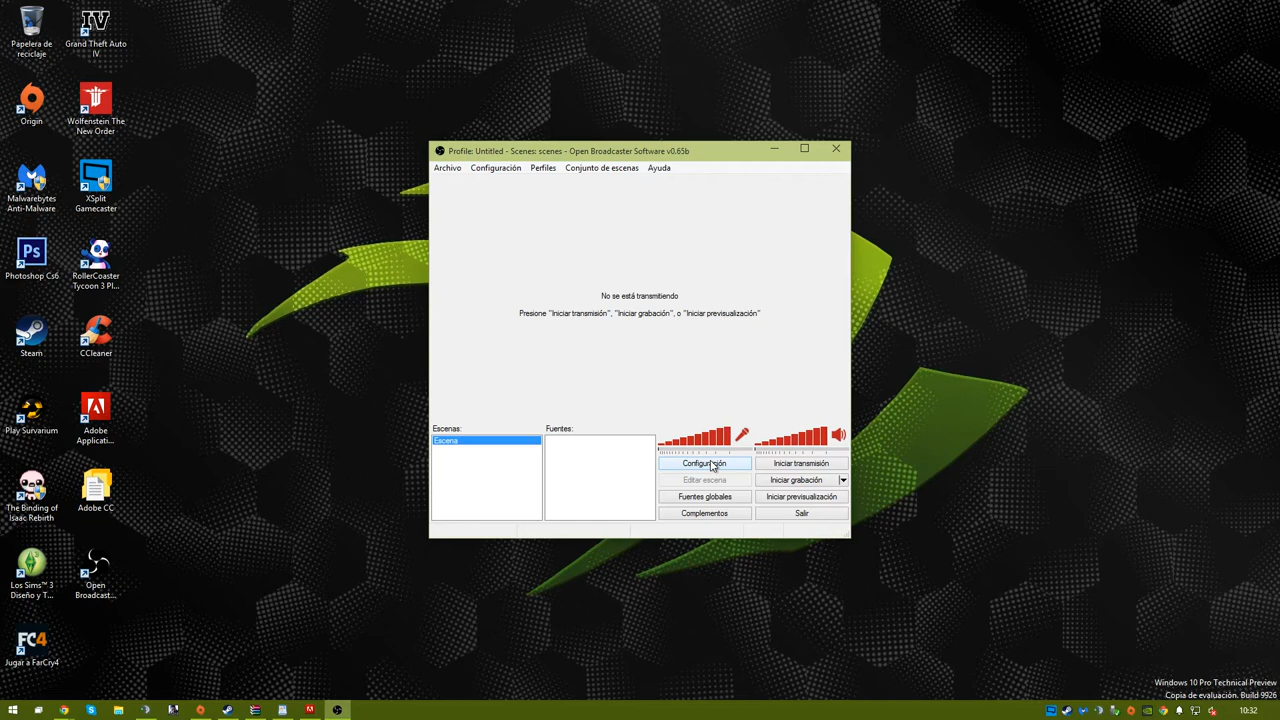 Papelera de
reciclaje
Grand Theft Auto
IV
Origin
Wolfenstein The
New Order
Malwarebytes
Anti-Malware
XSplit
Gamecaster
Ps
Photoshop Cs6
RollerCoaster
Tycoon 3 Pl...
Steam
CCleaner
Play Survarium
Adobe
Applicati...
The Binding of
Isaac Rebirth
Adobe CC
Los Sims™ 3
Diseño y T...
Open
Broadcast...
FC4
Jugar a FarCry4
Profile: Untitled - Scenes: scenes - Open Broadcaster Software v0.65b
Archivo Configuración Perfiles Conjunto de escenas Ayuda
No se está transmitiendo
Presione "Iniciar transmisión", "Iniciar grabación", o "Iniciar previsualización"
Escenas: Fuentes:
Escena
Configuración Iniciar transmisión
Editar escena Iniciar grabación
Fuentes globales Iniciar previsualización
Complementos Salir
Windows 10 Pro Technical Preview
Copia de evaluación. Build 9926
10:32